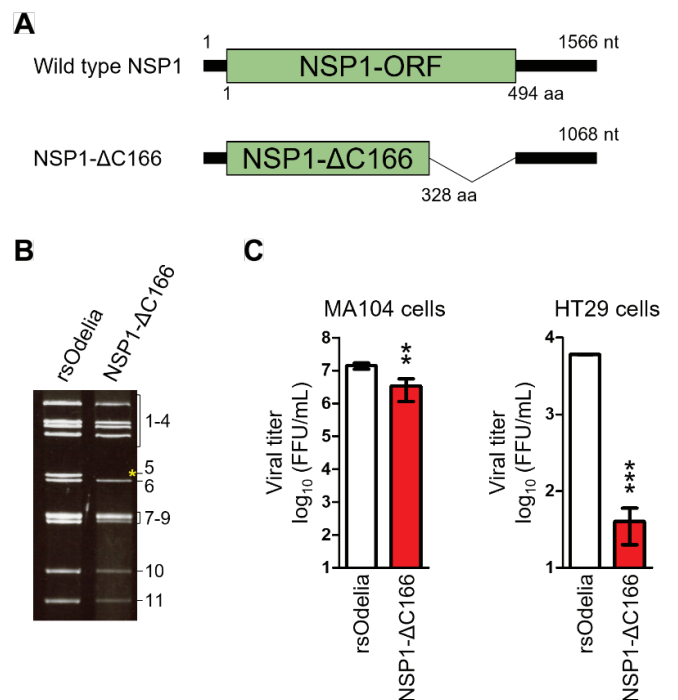 A
1
1566 nt
Wild type NSP1
NSP1-ORF
1
494 aa
1068 nt
NSP1-ΔC166
NSP1-ΔC166
328 aa
B
rsOdelia
NSP1-ΔC166
1-4
*
5
6
7-9
10
11
C
MA104 cells
**
8
7
6
5
4
3
2
1
Viral titer
log10 (FFU/mL)
rsOdelia
NSP1-ΔC166
HT29 cells
4
3
2
1
***
Viral titer
log10 (FFU/mL)
rsOdelia
NSP1-ΔC166